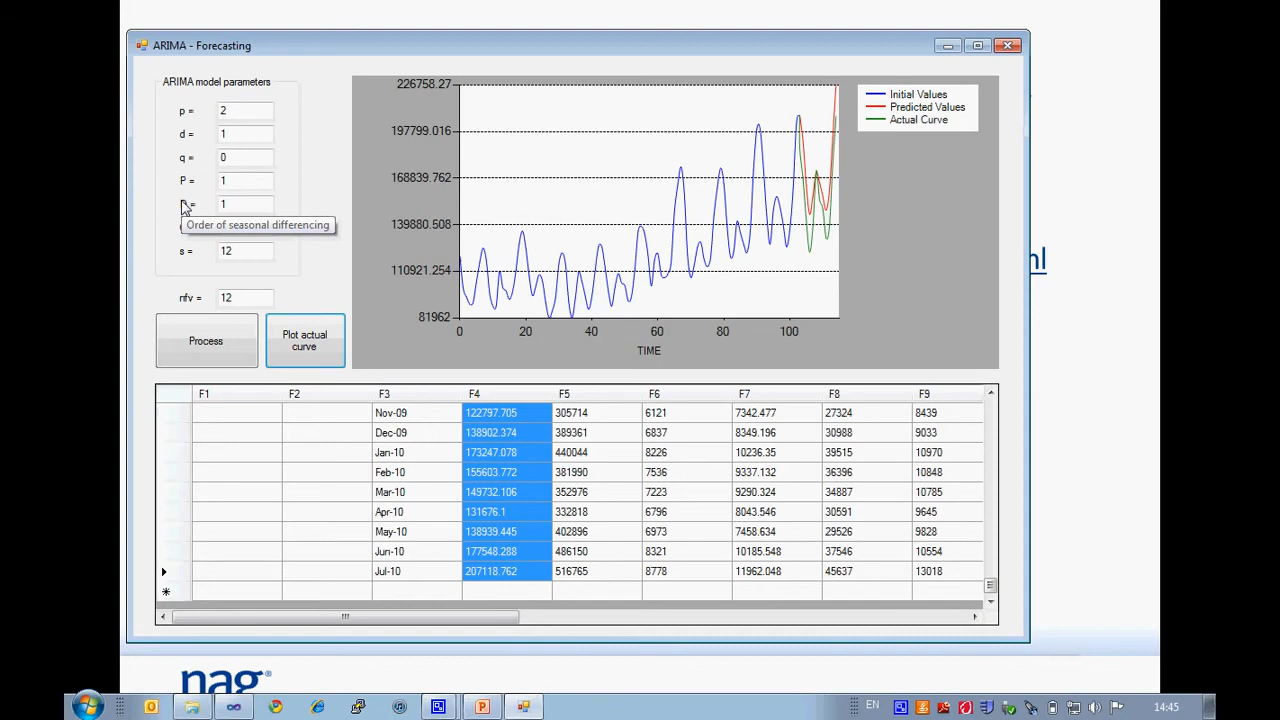 ARIMA - Forecasting
ARIMA model parameters
p = 2
d = 1
q = 0
P = 1
= 1
Order of seasonal differencing
s = 12
nfv = 12
Process
Plot actual
curve
226758.27
197799.016
168839.762
139880.508
110921.254
81962
0 20 40 60 80 100
TIME
Initial Values
Predicted Values
Actual Curve
F1 F2 F3 F4 F5 F6 F7 F8 F9
Nov-09 122797.705 305714 6121 7342.477 27324 8439
Dec-09 138902.374 389361 6837 8349.196 30988 9033
Jan-10 173247.078 440044 8226 10236.35 39515 10970
Feb-10 155603.772 381990 7536 9337.132 36396 10848
Mar-10 149732.106 352976 7223 9290.324 34887 10785
Apr-10 131676.1 332818 6796 8043.546 30591 9645
May-10 138939.445 402896 6973 7458.634 29526 9828
Jun-10 177548.288 486150 8321 10185.548 37546 10554
Jul-10 207118.762 516765 8778 11962.048 45637 13018
nl
nag®
EN
14:45